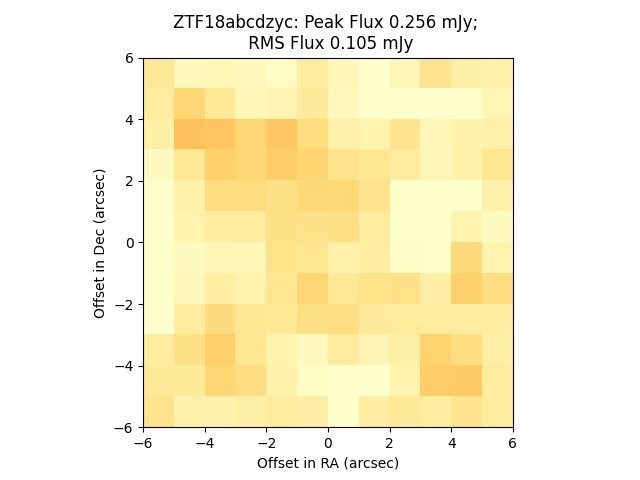 ZTF18abcdzyc: Peak Flux 0.256 mJy;
RMS Flux 0.105 mJy
6
4
2
0
−2
−4
−6
Offset in Dec (arcsec)
−6 −4 −2 0 2 4 6
Offset in RA (arcsec)